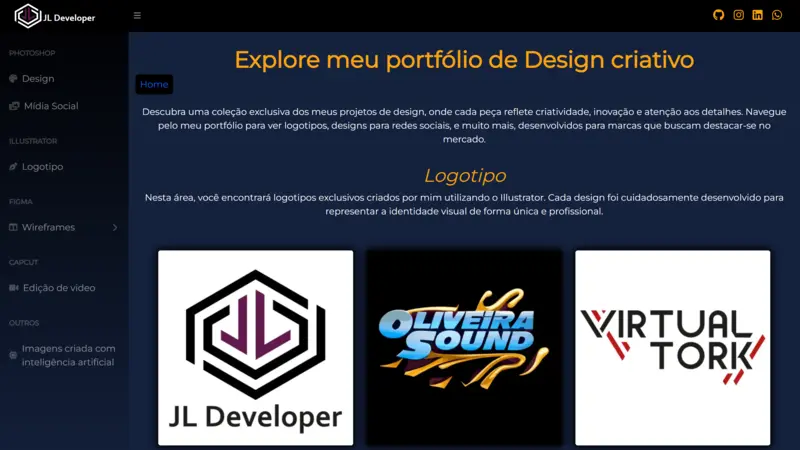 JL Developer
PHOTOSHOP
Design
Mídia Social
ILLUSTRATOR
Logotipo
FIGMA
Wireframes
CAPCUT
Edição de video
OUTROS
Imagens criada com
inteligência artificial
Explore meu portfólio de Design criativo
Home
Descubra uma coleção exclusiva dos meus projetos de design, onde cada peça reflete criatividade, inovação e atenção aos detalhes. Navegue
pelo meu portfólio para ver logotipos, designs para redes sociais, e muito mais, desenvolvidos para marcas que buscam destacar-se no
mercado.
Logotipo
Nesta área, você encontrará logotipos exclusivos criados por mim utilizando o Illustrator. Cada design foi cuidadosamente desenvolvido para
representar a identidade visual de forma única e profissional.
JL
JL Developer
OLIVEIRA
SOUND
VIRTUAL
TORK